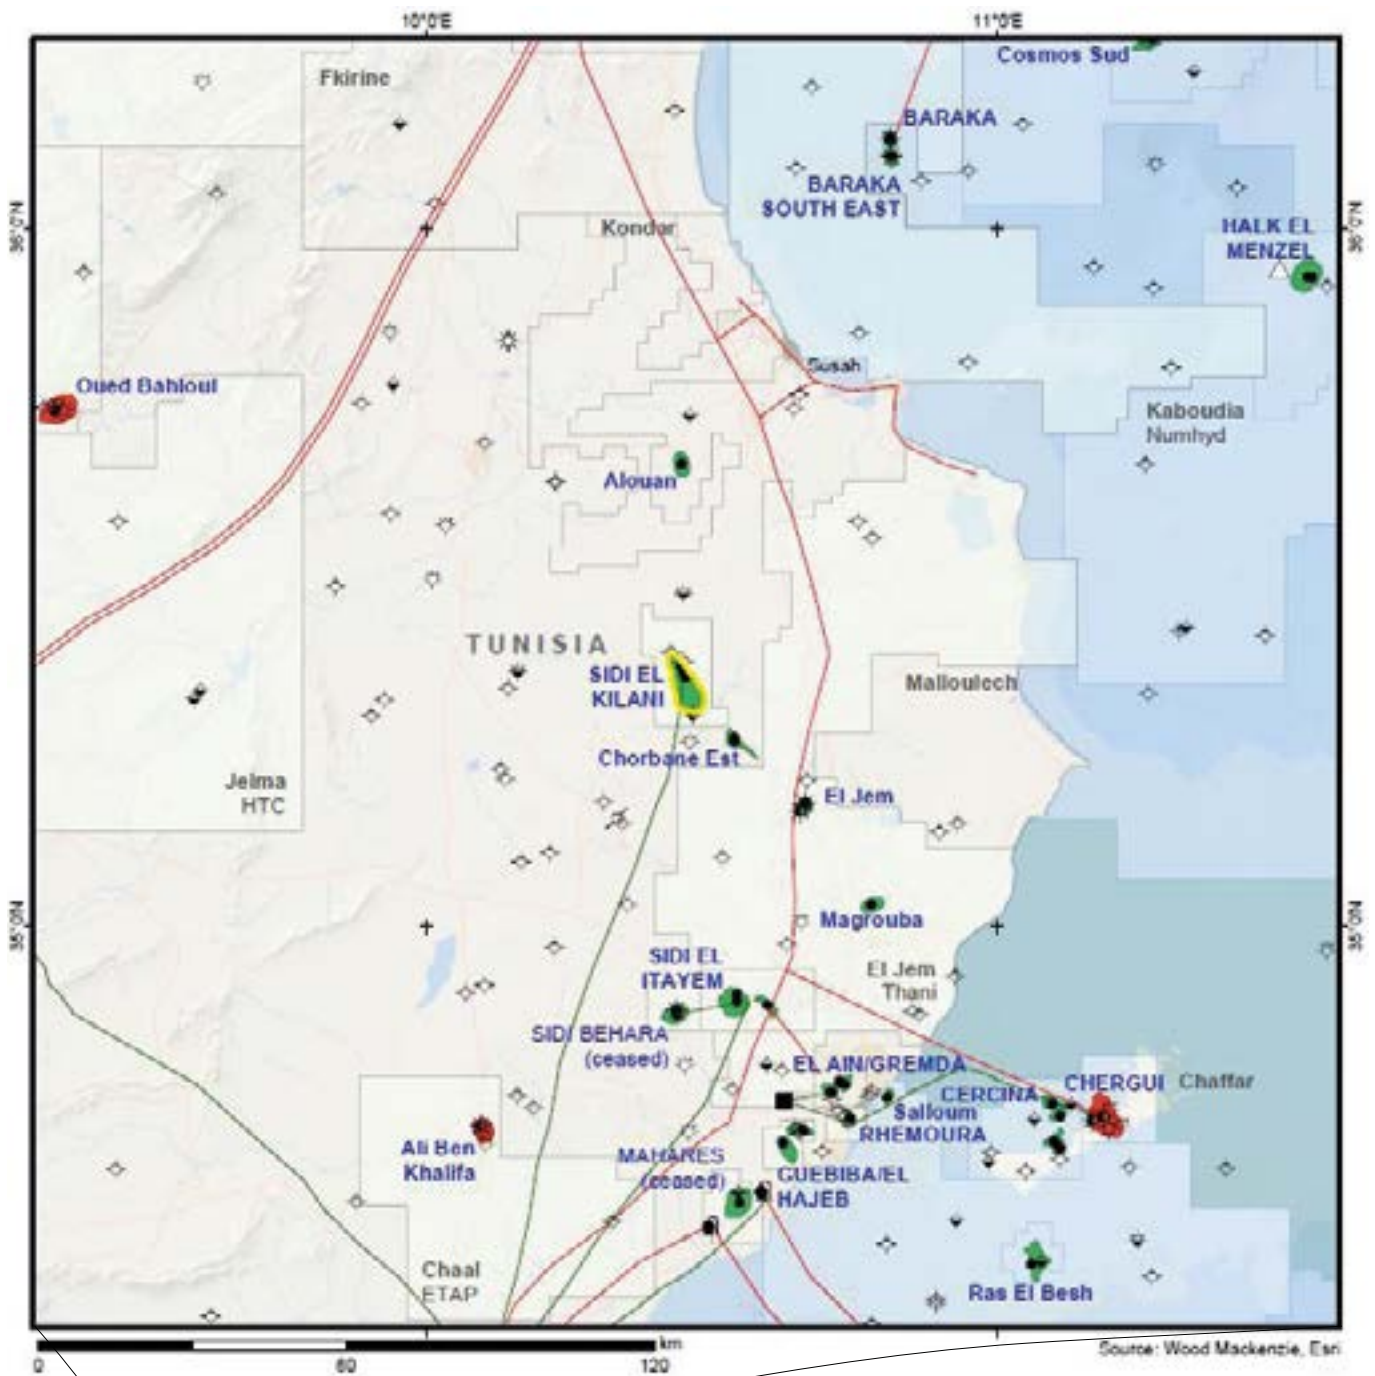 10°0'E
11°0'E
Cosmos Sud
Fkirine
BARAKA
BARAKA
SOUTH EAST
36°0'N
36°0'N
Kondar
HALK EL
MENZEL
Susah
Oued Bahloul
Kaboudia
Numhyd
Alouan
TUNISIA
SIDI EL
KILANI
Malloulech
Chorbane Est
Jelma
HTC
El Jem
Magrouba
35°0'N
35°0'N
SIDI EL
ITAYEM
El Jem
Thani
SIDI BEHARA
(ceased)
EL AIN/GREMDA
CERCINA
CHERGUI
Chaffar
Salloum
RHEMOURA
Ali Ben
Khalifa
MAHARES
(ceased)
GUEBIBA/EL
HAJEB
Chaal
ETAP
Ras El Besh
km
0
60
120
Source: Wood Mackenzie, Esri